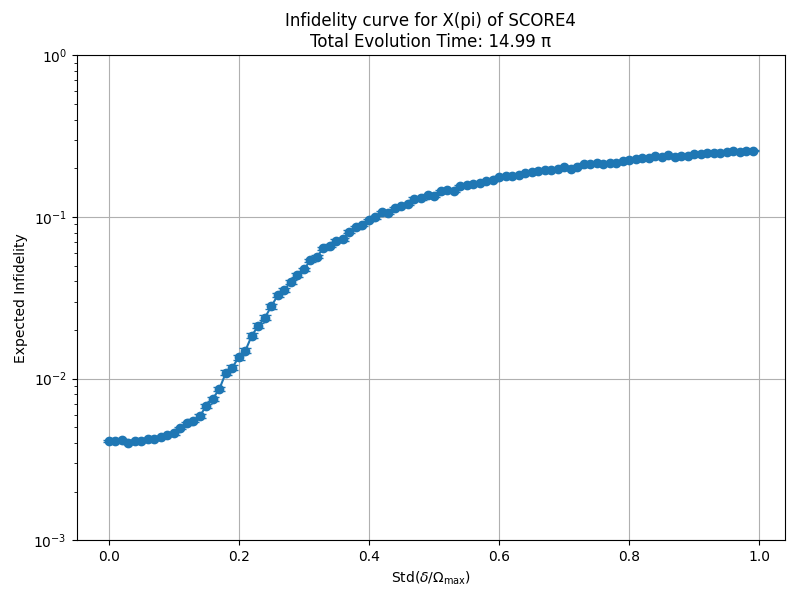 Infidelity curve for X(pi) of SCORE4
Total Evolution Time: 14.99 π
10⁰
10⁻¹
10⁻²
10⁻³
Expected Infidelity
0.0 0.2 0.4 0.6 0.8 1.0
Std(δ/Ωmax)